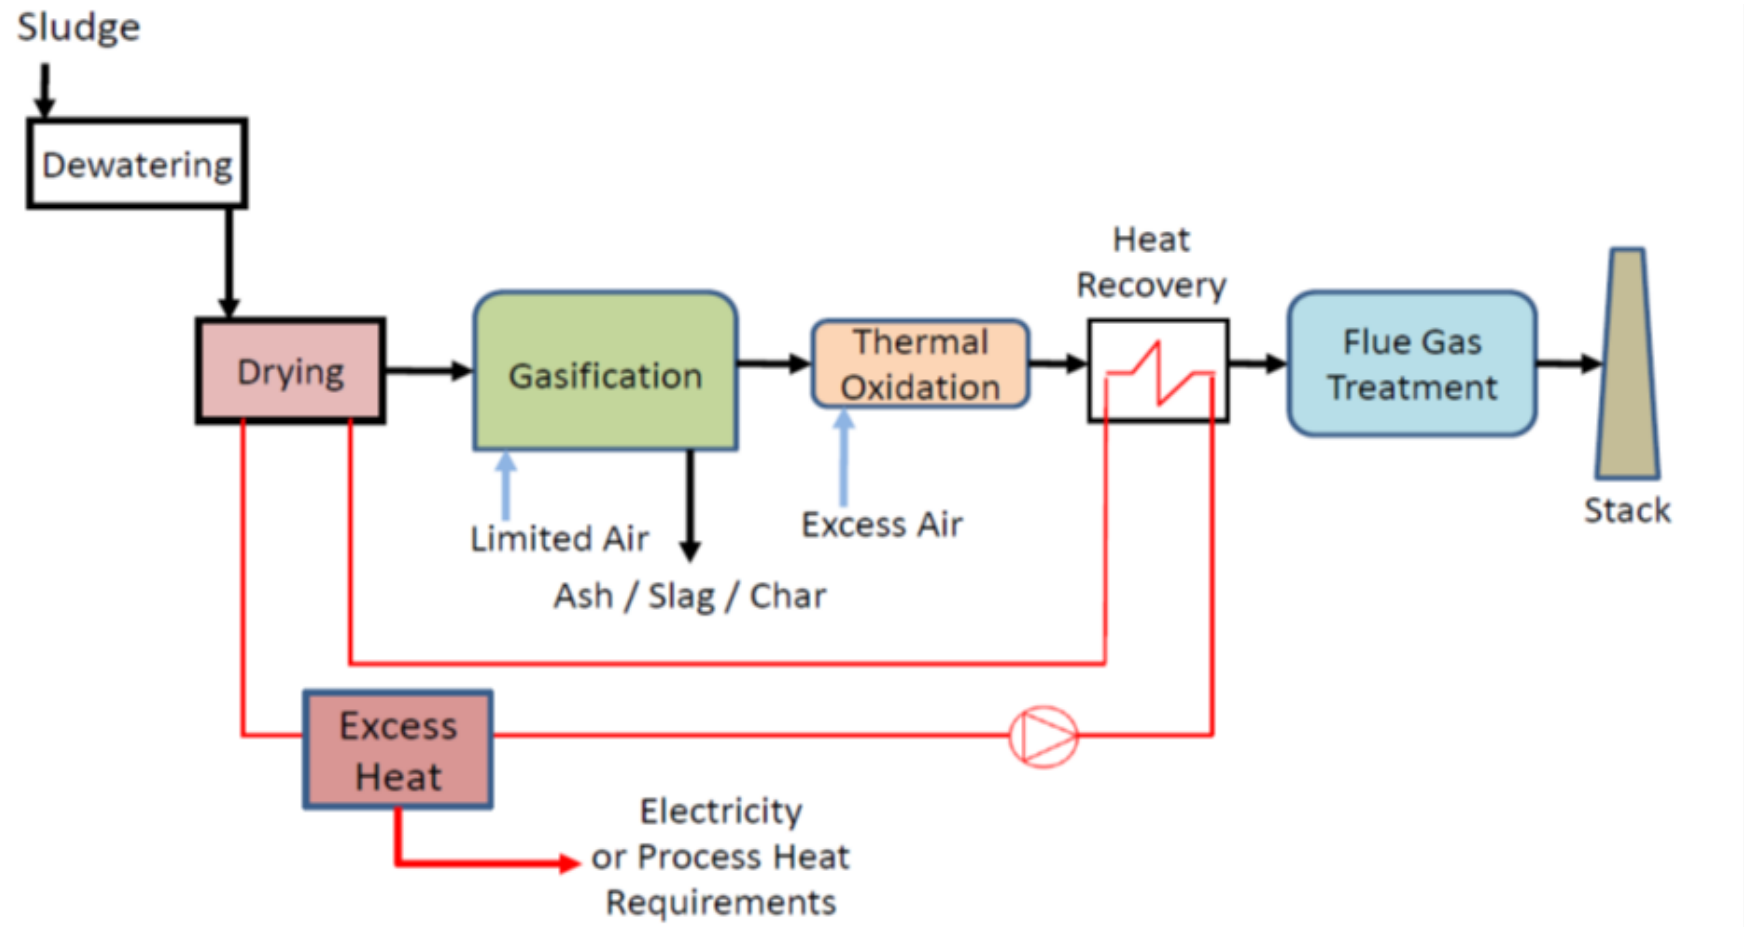 Sludge
Dewatering
Drying
Gasification
Thermal
Oxidation
Heat
Recovery
Flue Gas
Treatment
Stack
Limited Air
Excess Air
Ash / Slag / Char
Excess
Heat
Electricity
or Process Heat
Requirements